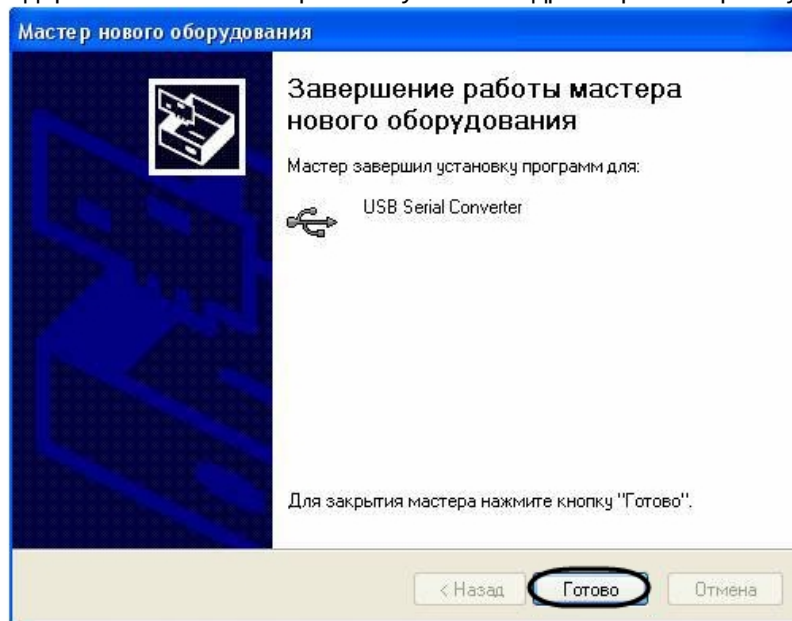 Мастер нового оборудования
Завершение работы мастера
нового оборудования
Мастер завершил установку программ для:
USB Serial Converter
Для закрытия мастера нажмите кнопку "Готово".
< Назад Готово Отмена